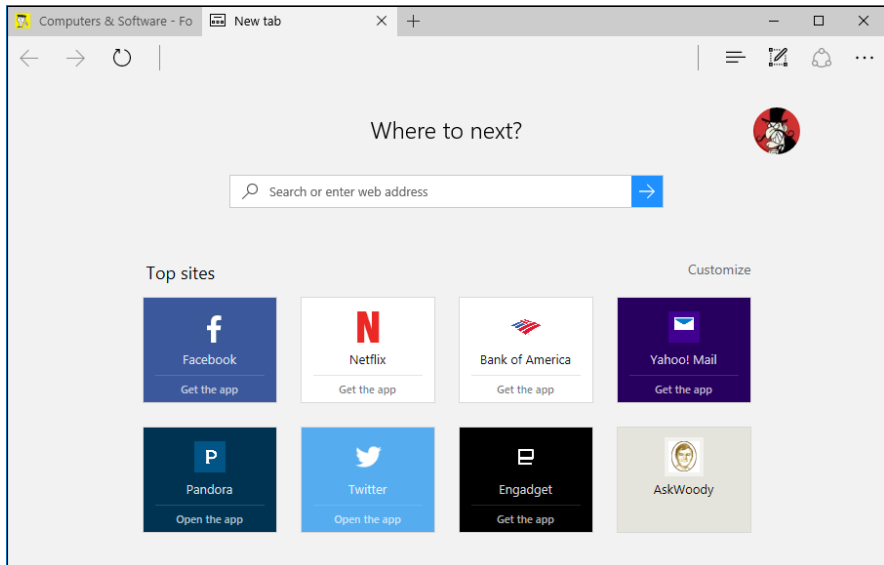 Computers & Software - Fo
New tab
Where to next?
Search or enter web address
Top sites
Customize
Facebook
Get the app
Netflix
Get the app
Bank of America
Get the app
Yahoo! Mail
Get the app
P
Pandora
Open the app
Twitter
Open the app
Engadget
Get the app
AskWoody